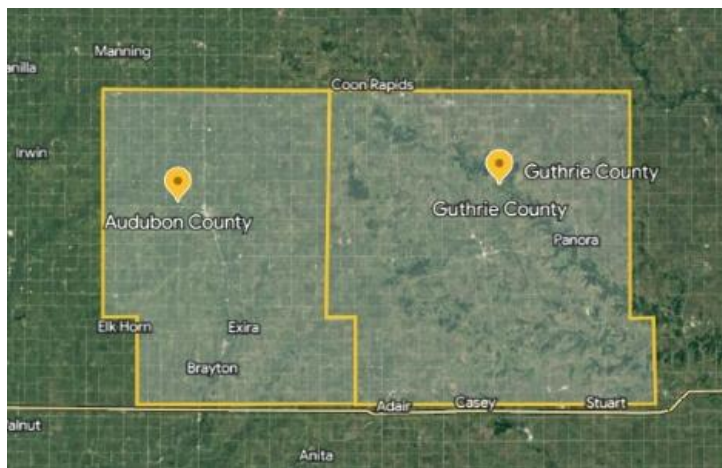 Manning
anilla
Coon Rapids
Irwin
Guthrie County
Guthrie County
Audubon County
Panora
Elk Horn
Exira
Brayton
Adair
Casey
Stuart
alnut
Anita